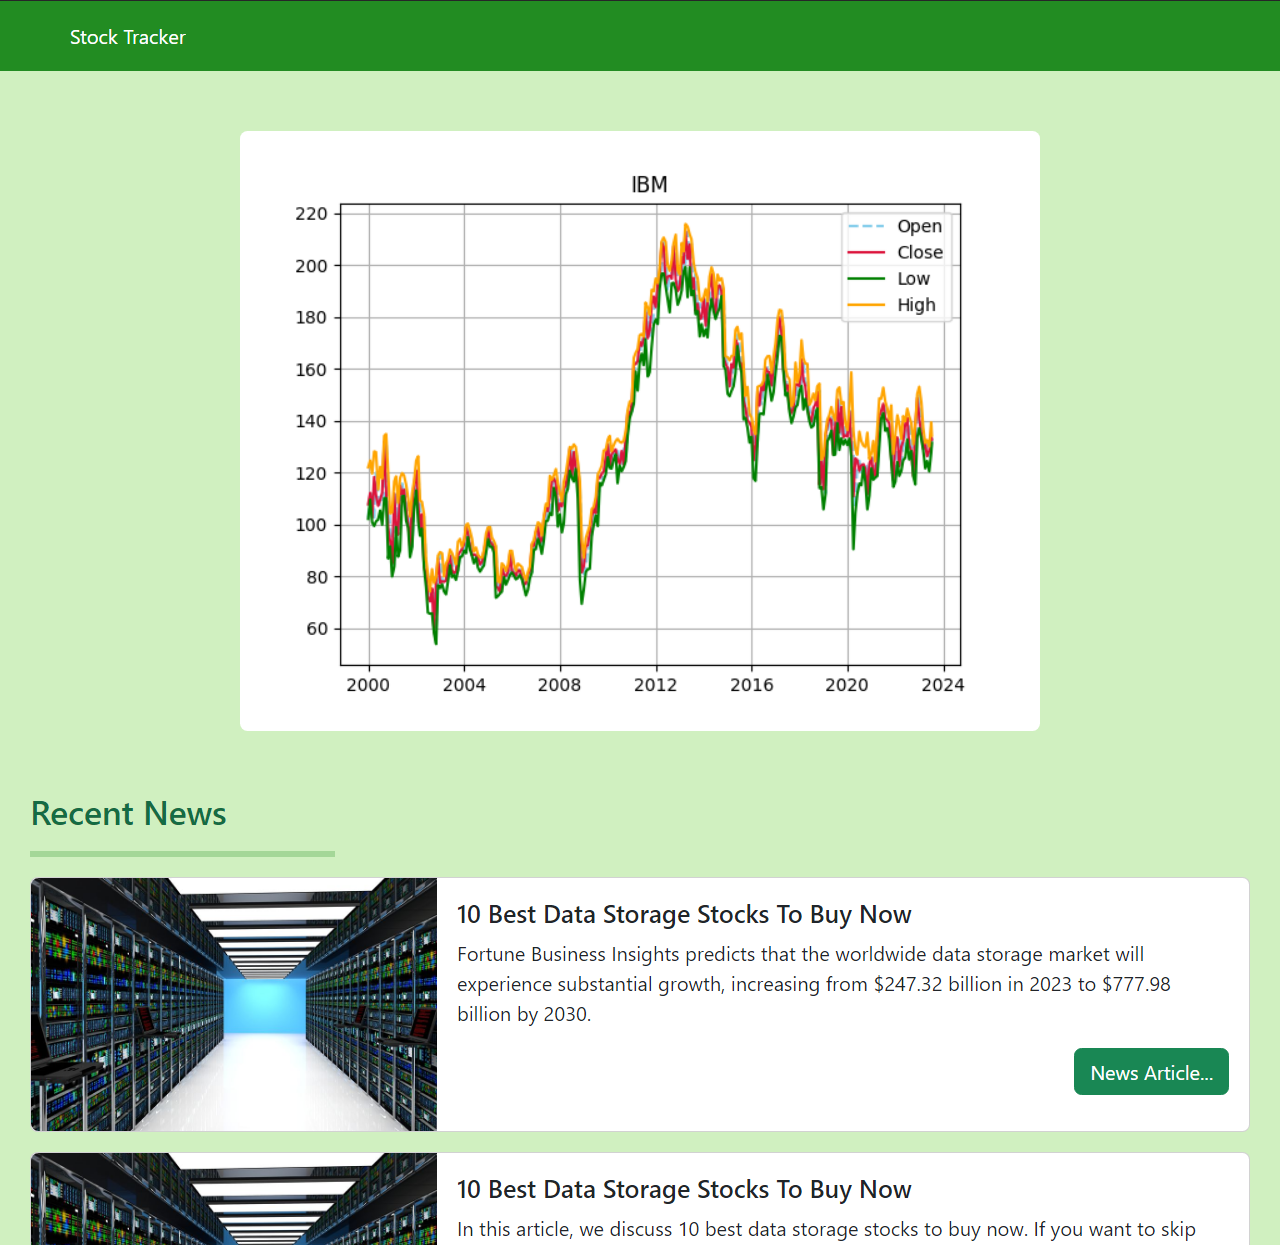 Stock Tracker
IBM
220
200
180
160
140
120
100
80
60
Open
Close
Low
High
2000 2004 2008 2012 2016 2020 2024
Recent News
10 Best Data Storage Stocks To Buy Now
Fortune Business Insights predicts that the worldwide data storage market will
experience substantial growth, increasing from $247.32 billion in 2023 to $777.98
billion by 2030.
News Article...
10 Best Data Storage Stocks To Buy Now
In this article, we discuss 10 best data storage stocks to buy now. If you want to skip